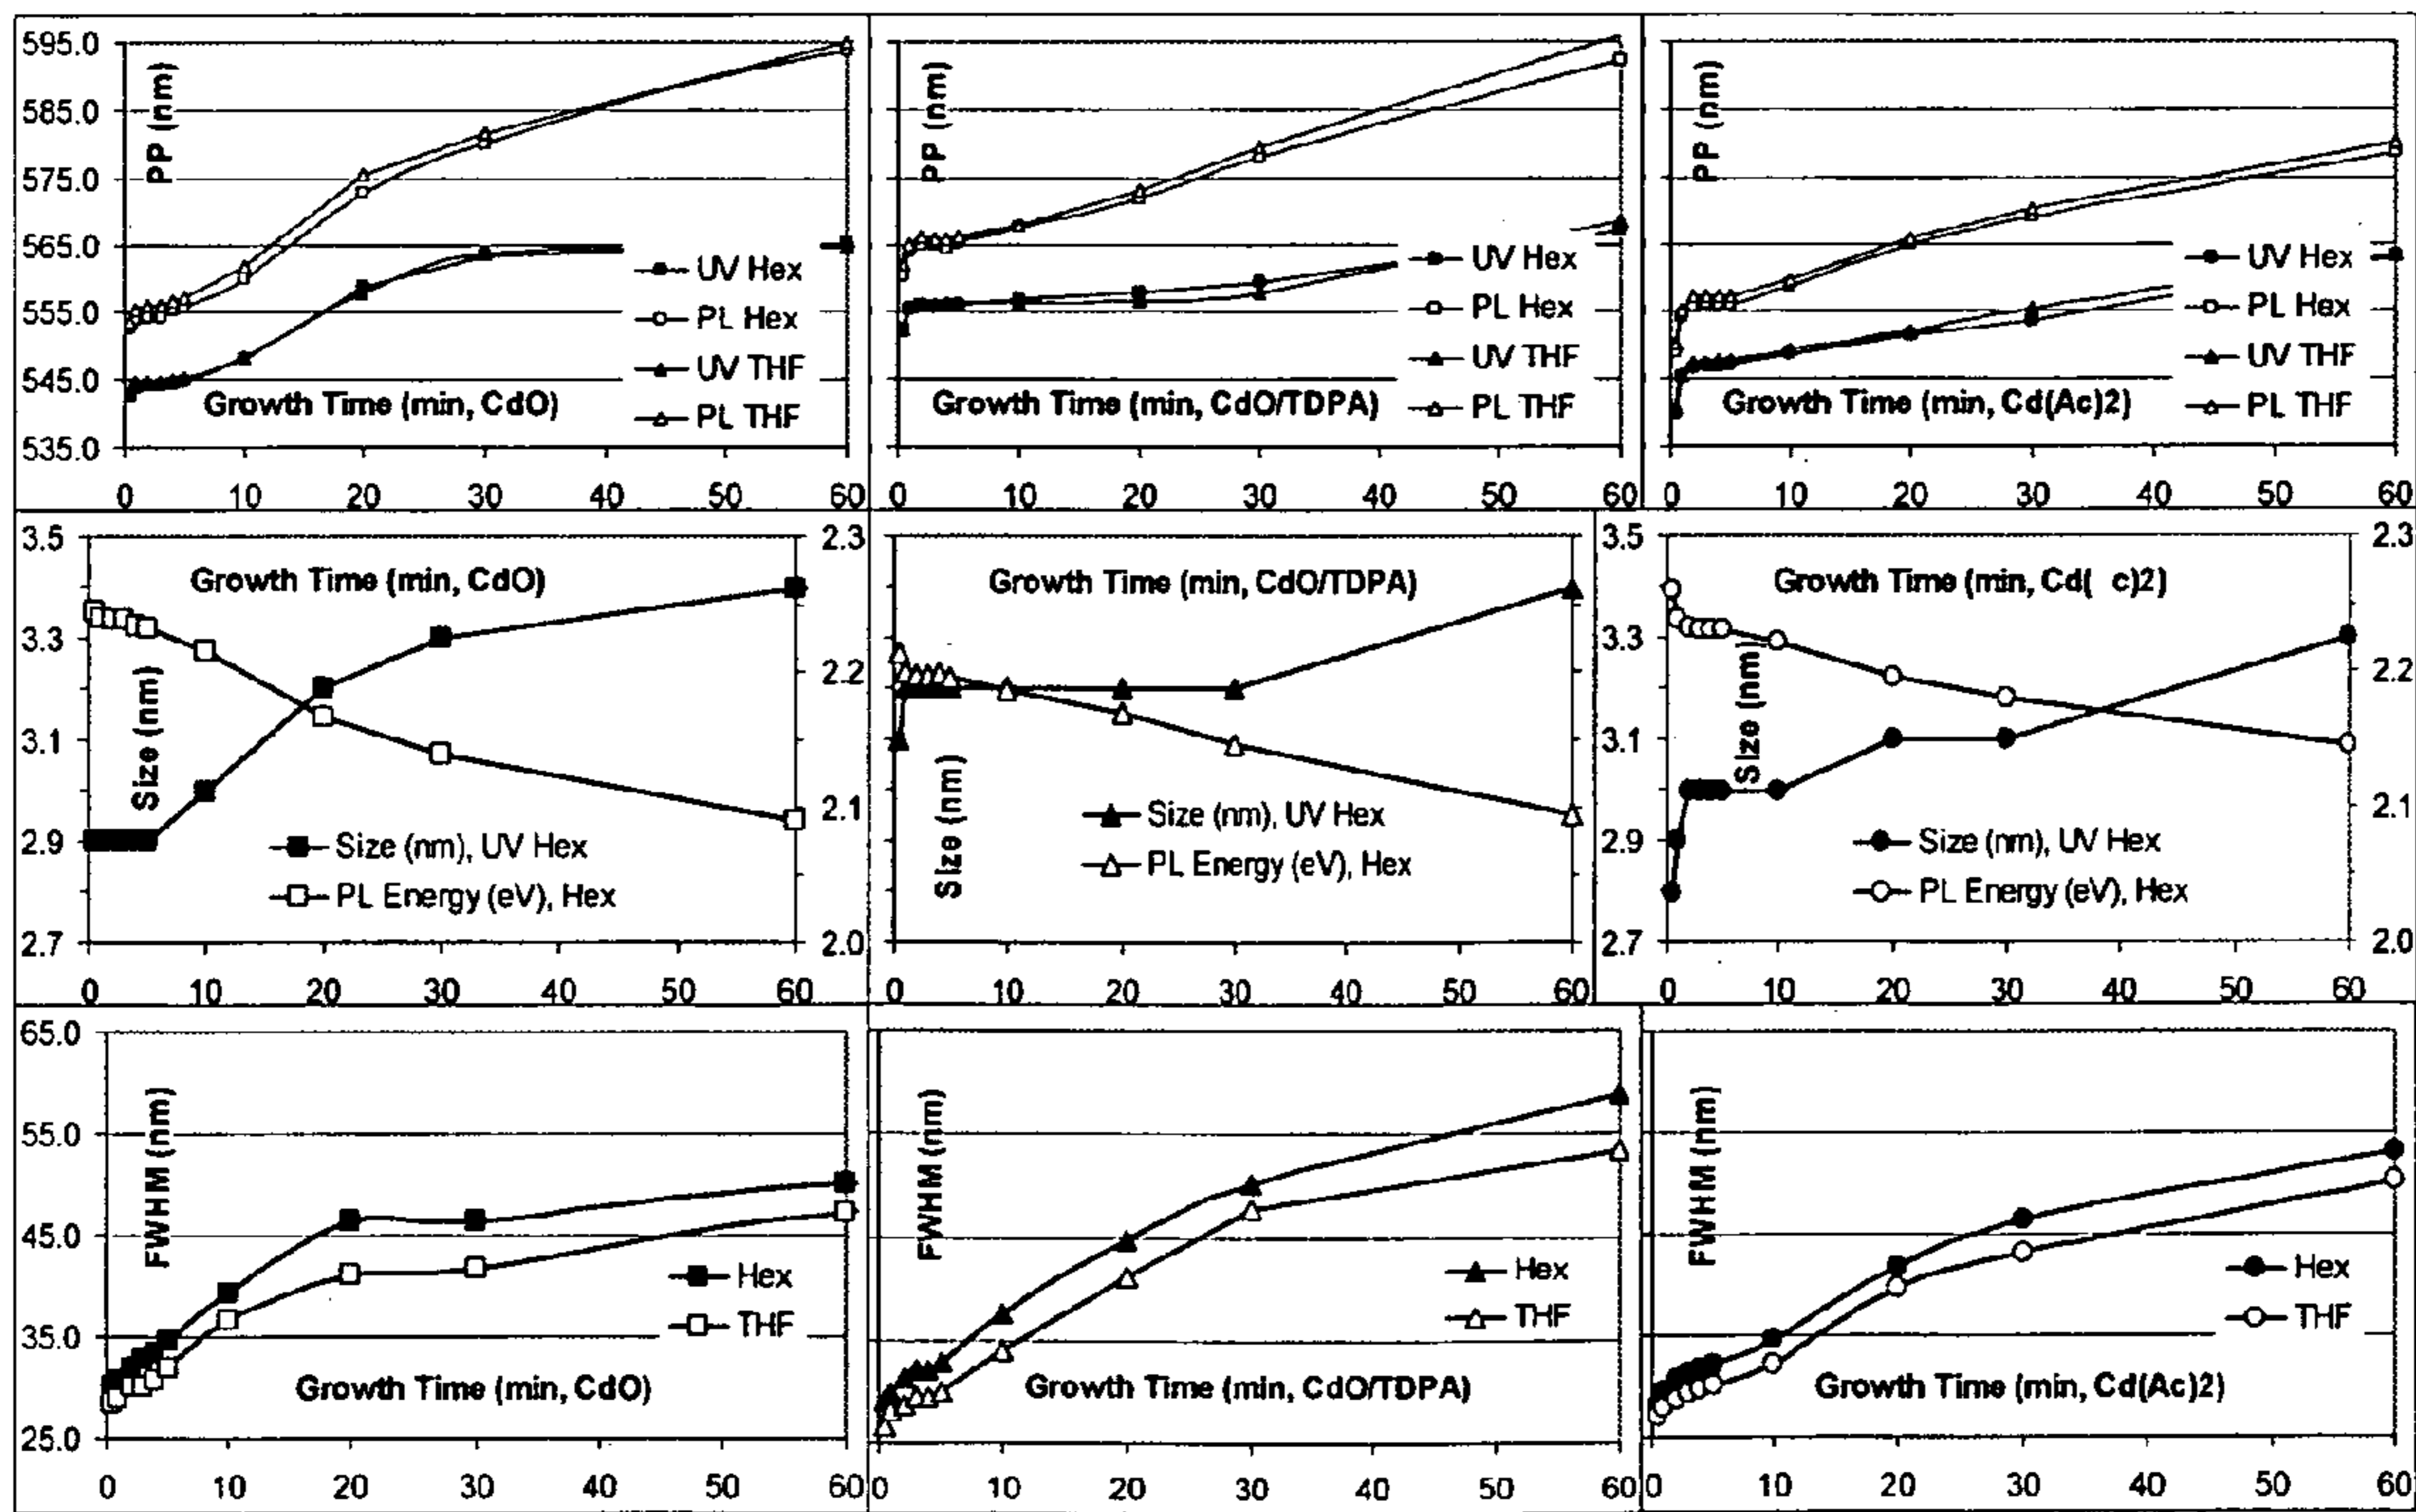 595.0
585.0
575.0
565.0
555.0
545.0
535.0
PP (nm)
UV Hex
PL Hex
UV THF
PL THF
Growth Time (min, CdO)
0 10 20 30 40 50 60
PP (nm)
UV Hex
PL Hex
UV THF
PL THF
Growth Time (min, CdO/TDPA)
0 10 20 30 40 50 60
PP (nm)
UV Hex
PL Hex
UV THF
PL THF
Growth Time (min, Cd(Ac)2)
0 10 20 30 40 50 60
3.5
3.3
3.1
2.9
2.7
Growth Time (min, CdO)
Size (nm)
Size (nm), UV Hex
PL Energy (eV), Hex
0 10 20 30 40 50 60
2.3
2.2
2.1
2.0
Growth Time (min, CdO/TDPA)
Size (nm)
Size (nm), UV Hex
PL Energy (eV), Hex
0 10 20 30 40 50 60
3.5
3.3
3.1
2.9
2.7
Growth Time (min, Cd( c)2)
Size (nm)
Size (nm), UV Hex
PL Energy (eV), Hex
0 10 20 30 40 50 60
2.3
2.2
2.1
2.0
65.0
55.0
45.0
35.0
25.0
FWHM (nm)
Hex
THF
Growth Time (min, CdO)
0 10 20 30 40 50 60
FWHM (nm)
Hex
THF
Growth Time (min, CdO/TDPA)
0 10 20 30 40 50 60
FWHM (nm)
Hex
THF
Growth Time (min, Cd(Ac)2)
0 10 20 30 40 50 60